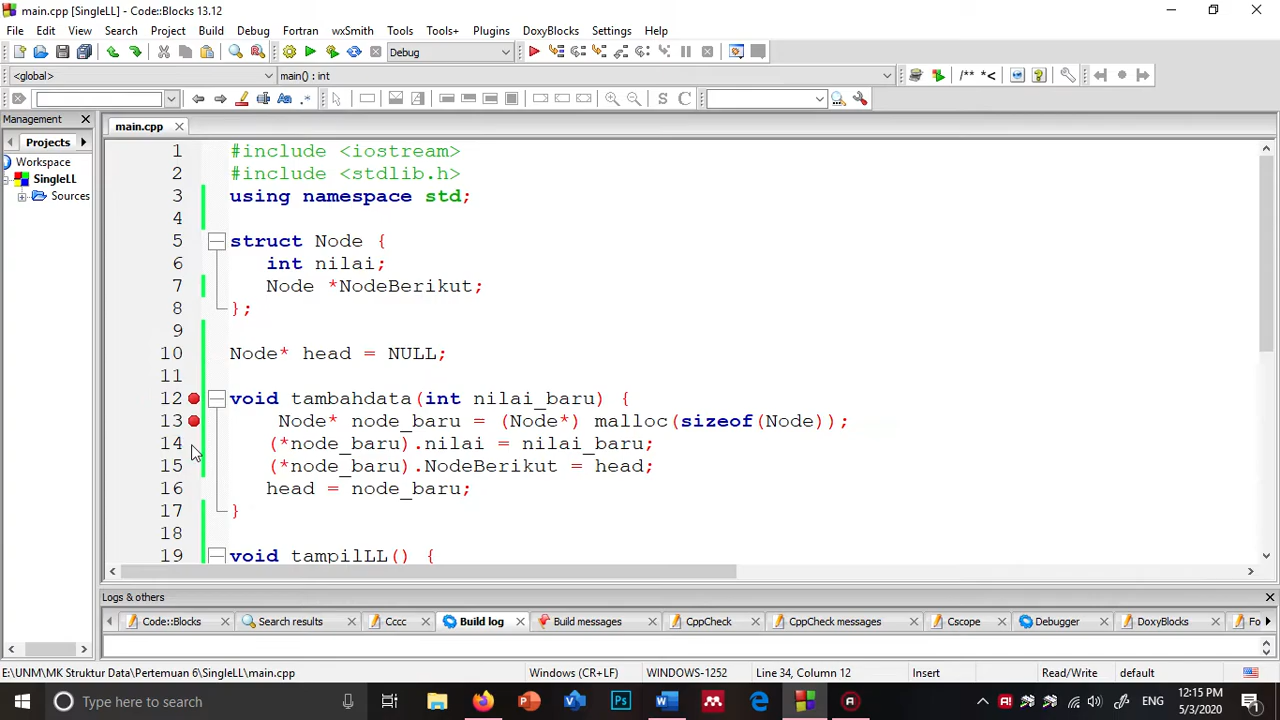 main.cpp [SingleLL] - Code::Blocks 13.12
File Edit View Search Project Build Debug Fortran wxSmith Tools Tools+ Plugins DoxyBlocks Settings Help
Debug
<global> main() : int /** *<
S C
Management main.cpp
Projects
Workspace
SingleLL
Sources
1 #include <iostream>
2 #include <stdlib.h>
3 using namespace std;
4
5 struct Node {
6 int nilai;
7 Node *NodeBerikut;
8 };
9
10 Node* head = NULL;
11
12 void tambahdata(int nilai_baru) {
13 Node* node_baru = (Node*) malloc(sizeof(Node));
14 (*node_baru).nilai = nilai_baru;
15 (*node_baru).NodeBerikut = head;
16 head = node_baru;
17 }
18
19 void tampilLL() {
Logs & others
Code::Blocks Search results Cccc Build log Build messages CppCheck CppCheck messages Cscope Debugger DoxyBlocks Fo
E:\UNM\MK Struktur Data\Pertemuan 6\SingleLL\main.cpp Windows (CR+LF) WINDOWS-1252 Line 34, Column 12 Insert Read/Write default
Type here to search ENG 12:15 PM
5/3/2020